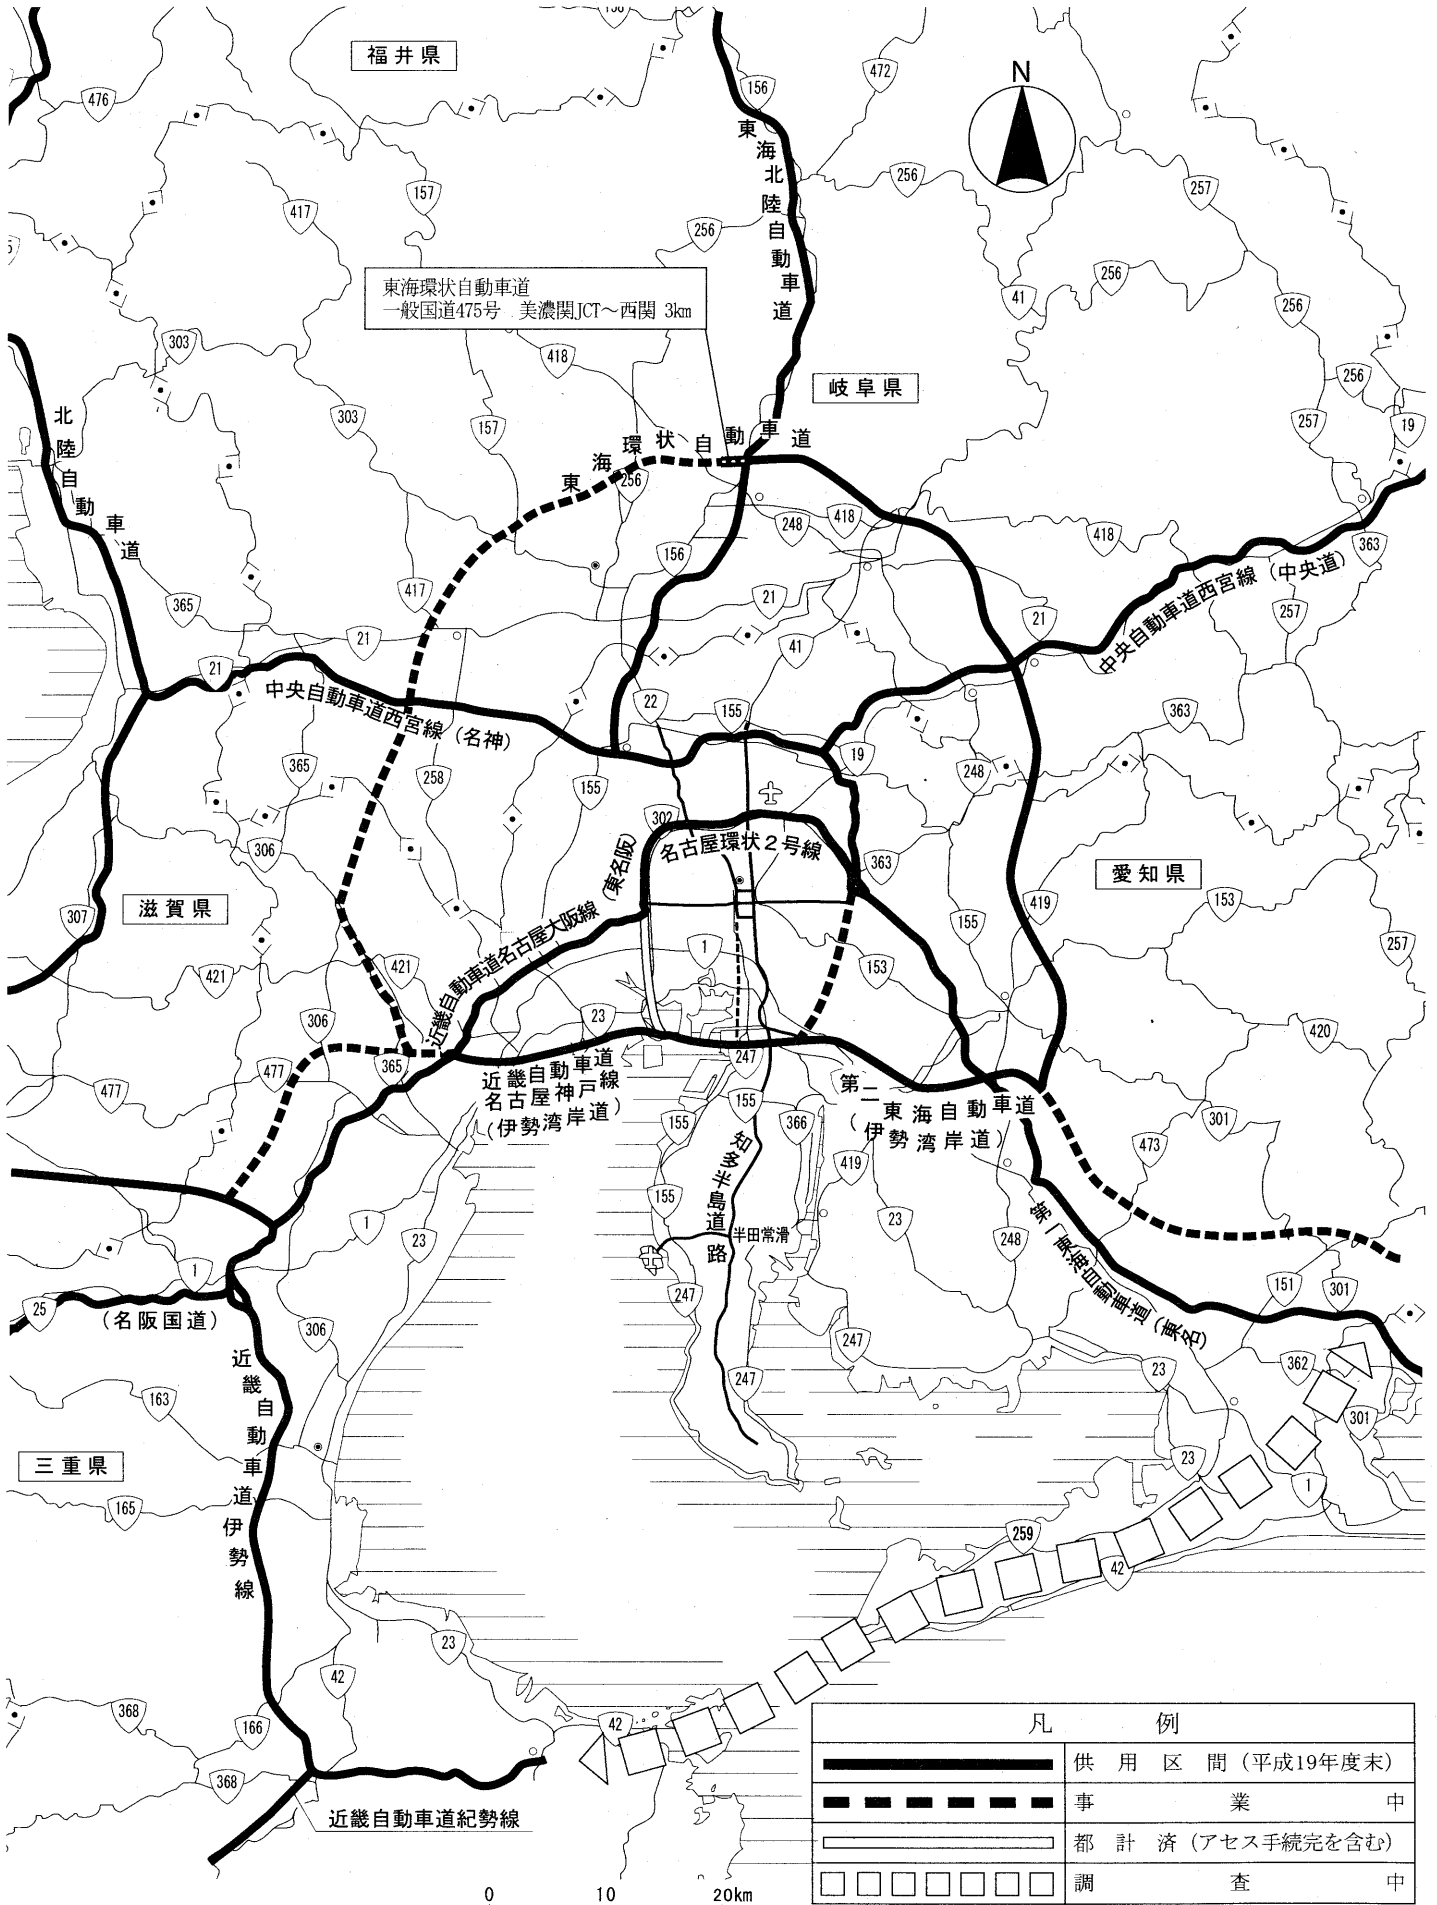 福井県
N
156
472
476
東海北陸自動車道
157
256
257
417
256
東海環状自動車道
一般国道475号 美濃関JCT～西関 3km
256
41
256
303
418
岐阜県
256
303
157
257
19
北陸自動車道
東海環状自動車道
256
248
418
418
363
156
417
365
21
中央自動車道西宮線（中央道）
257
21
21
41
21
中央自動車道西宮線（名神）
22
155
363
365
258
155
19
248
302
306
名古屋環状2号線
363
愛知県
（東名阪）
滋賀県
307
153
419
155
近畿自動車道名古屋大阪線
1
257
421
421
153
306
23
420
477
365
247
477
近畿自動車道
名古屋神戸線
（伊勢湾岸道）
第二東海自動車道
（伊勢湾岸道）
155
155
366
301
473
知多半島道路
419
155
1
23
半田常滑
23
248
第一東海自動車道（東名）
1
（名阪国道）
25
247
151
301
306
247
近畿自動車道伊勢線
23
362
163
247
301
三重県
23
165
1
259
42
23
42
368
166
42
368
近畿自動車道紀勢線
凡例
供用区間（平成19年度末）
事業中
都計済（アセス手続完を含む）
調査中
0 10 20km